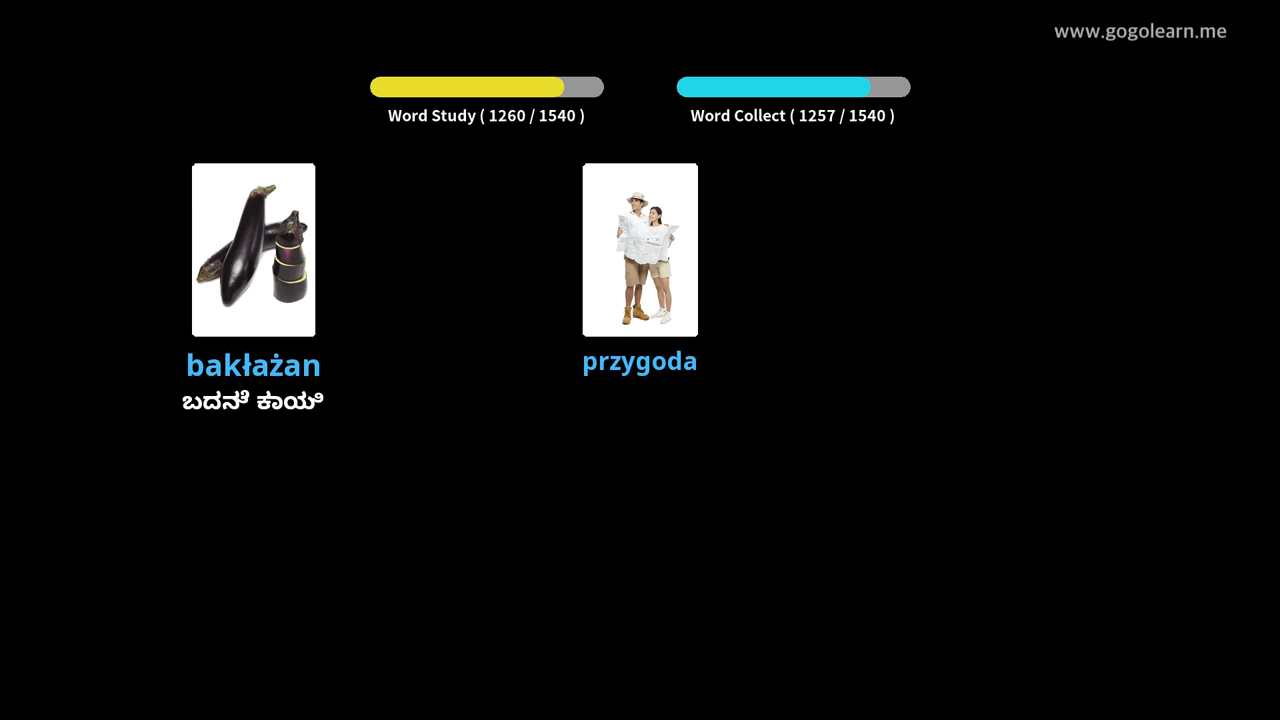 www.gogolearn.me
Word Study ( 1260 / 1540 )
Word Collect ( 1257 / 1540 )
bakłażan
ಬದನೆ ಕಾಯಿ
przygoda